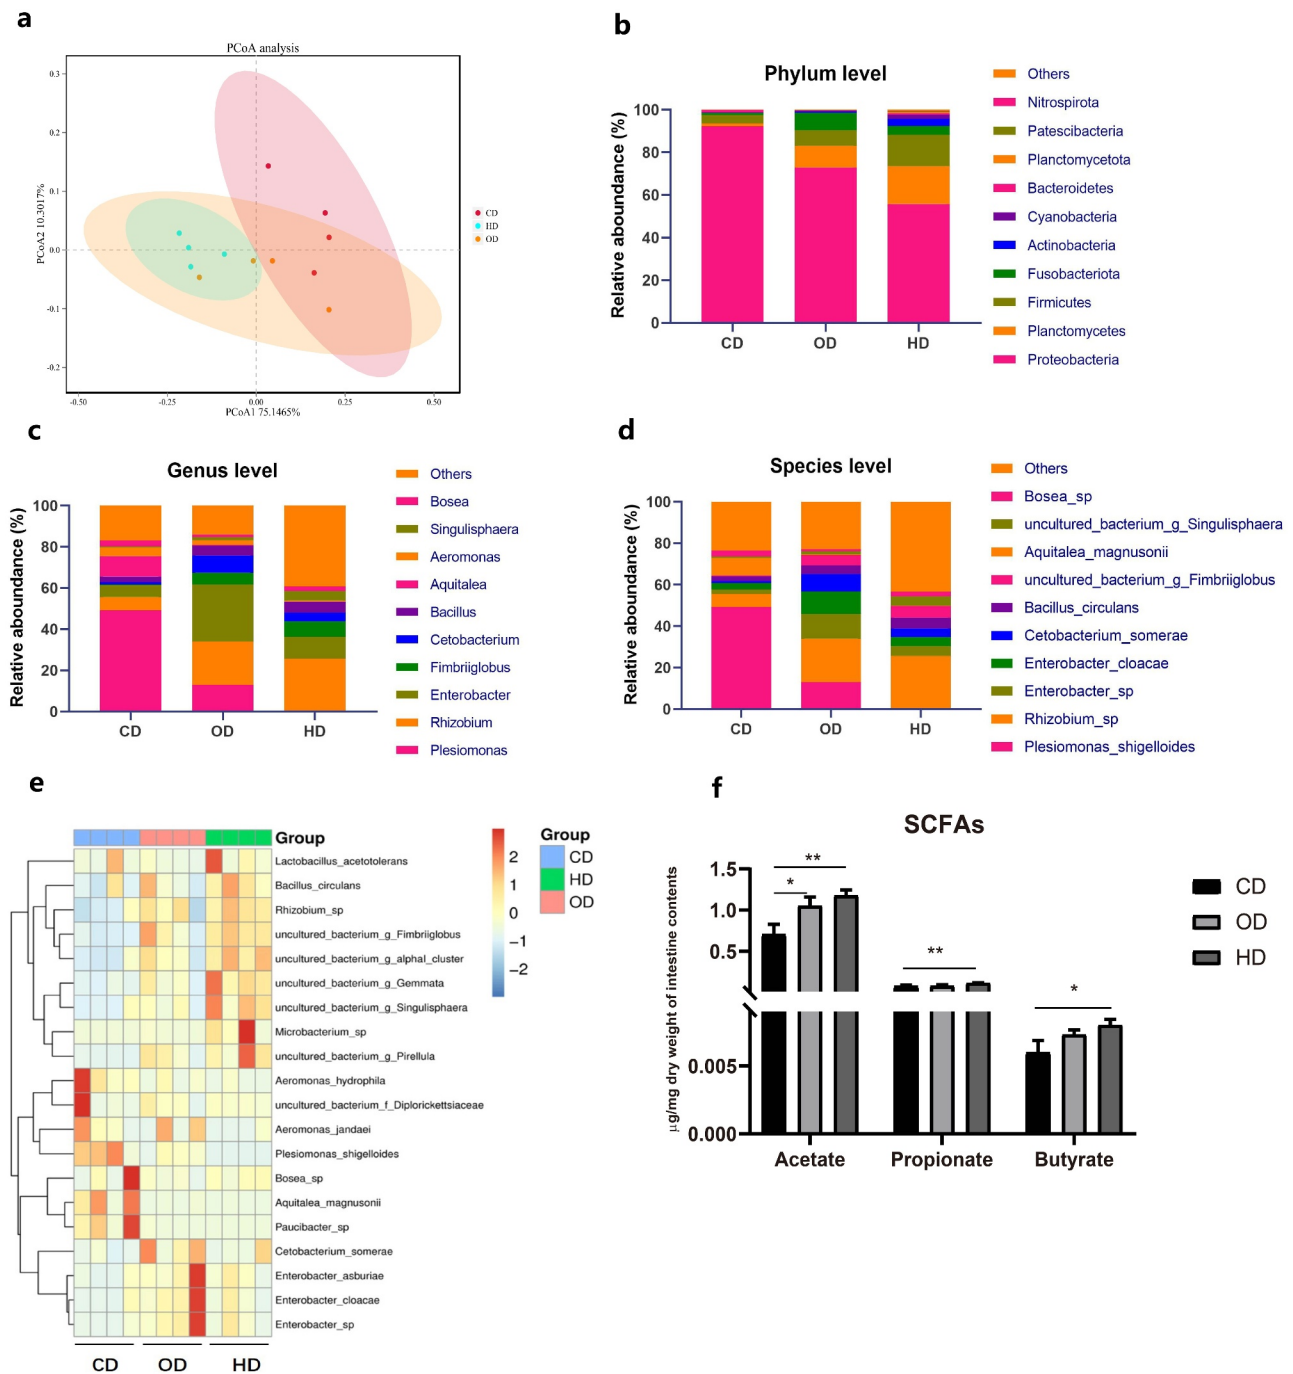 a
PCoA analysis
0.3
0.2
0.1
0.0
-0.1
-0.2
PCoA2 10.3017%
-0.50
-0.25
0.00
0.25
0.50
PCoA1 75.1465%
CD
HD
OD
b
Phylum level
Relative aboundance (%)
100
80
60
40
20
0
CD
OD
HD
Others
Nitrospirota
Patescibacteria
Planctomycetota
Bacteroidetes
Cyanobacteria
Actinobacteria
Fusobacteriota
Firmicutes
Planctomycetes
Proteobacteria
c
Genus level
Relative aboundance (%)
100
80
60
40
20
0
CD
OD
HD
Others
Bosea
Singulisphaera
Aeromonas
Aquitalea
Bacillus
Cetobacterium
Fimbriiglobus
Enterobacter
Rhizobium
Plesiomonas
d
Species level
Relative aboundance (%)
100
80
60
40
20
0
CD
OD
HD
Others
Bosea_sp
uncultured_bacterium_g_Singulisphaera
Aquitalea_magnusonii
uncultured_bacterium_g_Fimbriiglobus
Bacillus_circulans
Cetobacterium_somerae
Enterobacter_cloacae
Enterobacter_sp
Rhizobium_sp
Plesiomonas_shigelloides
e
Group
Lactobacillus_acetotolerans
Bacillus_circulans
Rhizobium_sp
uncultured_bacterium_g_Fimbriiglobus
uncultured_bacterium_g_alphal_cluster
uncultured_bacterium_g_Gemmata
uncultured_bacterium_g_Singulisphaera
Microbacterium_sp
uncultured_bacterium_g_Pirellula
Aeromonas_hydrophila
uncultured_bacterium_f_Diplorickettsiaceae
Aeromonas_jandaei
Plesiomonas_shigelloides
Bosea_sp
Aquitalea_magnusonii
Paucibacter_sp
Cetobacterium_somerae
Enterobacter_asburiae
Enterobacter_cloacae
Enterobacter_sp
CD
OD
HD
2
1
0
−1
−2
Group
CD
HD
OD
f
SCFAs
μg/mg dry weight of intestine contents
1.5
1.0
0.5
0.005
0.000
*
**
**
*
Acetate
Propionate
Butyrate
CD
OD
HD